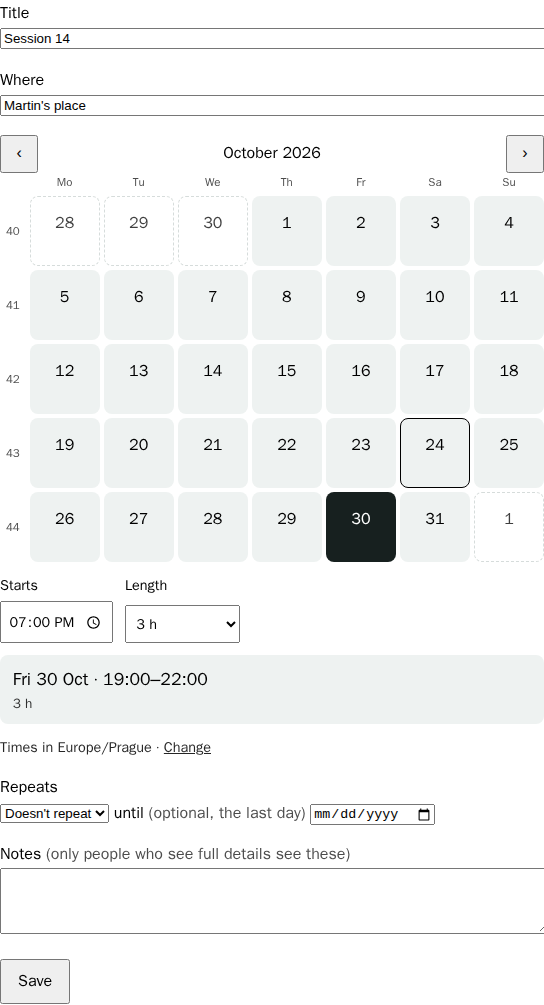 Title
Session 14
Where
Martin's place
‹ October 2026 ›
Mo Tu We Th Fr Sa Su
40 28 29 30 1 2 3 4
41 5 6 7 8 9 10 11
42 12 13 14 15 16 17 18
43 19 20 21 22 23 24 25
44 26 27 28 29 30 31 1
Starts Length
07:00 PM 3 h
Fri 30 Oct · 19:00–22:00
3 h
Times in Europe/Prague · Change
Repeats
Doesn't repeat until (optional, the last day) mm/dd/yyyy
Notes (only people who see full details see these)
Save